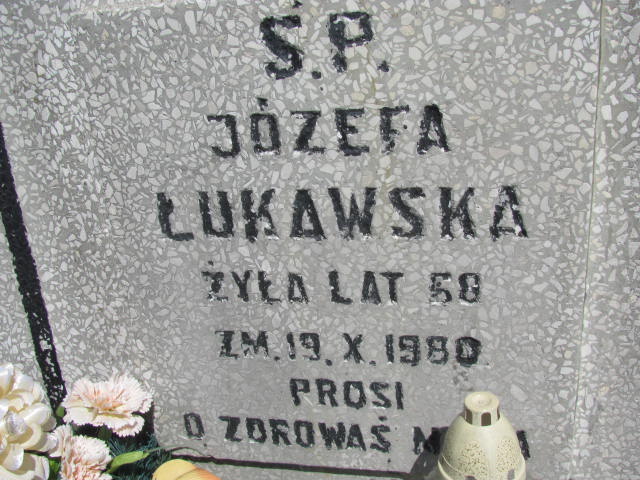 Ś.P.
JÓZEFA
ŁUKAWSKA
ŻYŁA LAT 58
ZM. 19. X. 1980
PROSI
O ZDROWAŚ